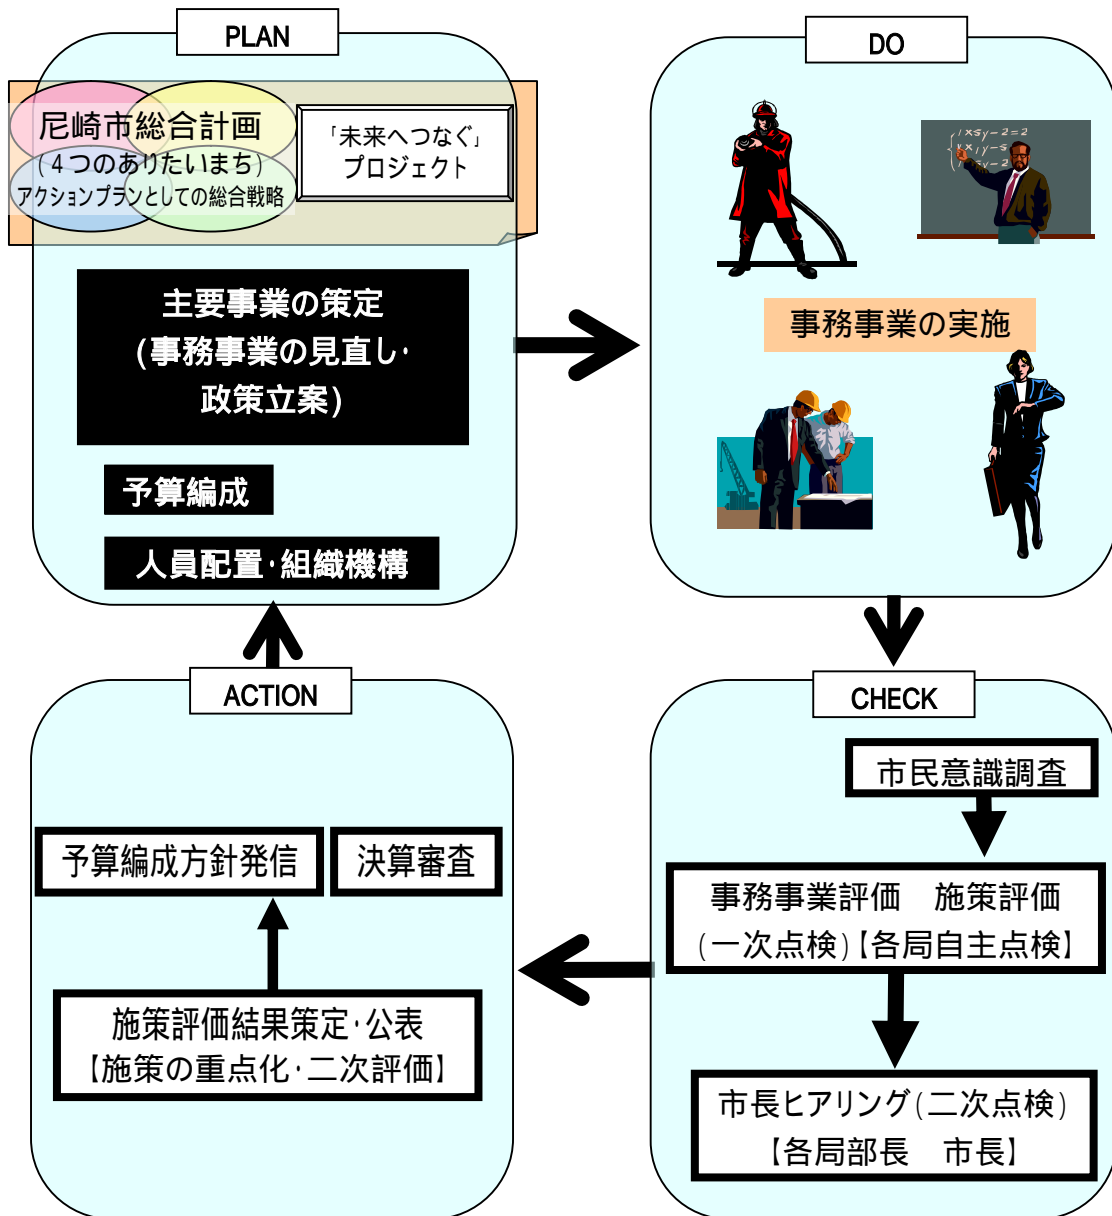 PLAN
尼崎市総合計画
(4つのありたいまち)
アクションプランとしての総合戦略
「未来へつなぐ」
プロジェクト
主要事業の策定
(事務事業の見直し・
政策立案)
予算編成
人員配置・組織機構
DO
事務事業の実施
CHECK
市民意識調査
事務事業評価　施策評価
(一次点検)【各局自主点検】
市長ヒアリング(二次点検)
【各局部長　市長】
ACTION
予算編成方針発信
決算審査
施策評価結果策定・公表
【施策の重点化・二次評価】